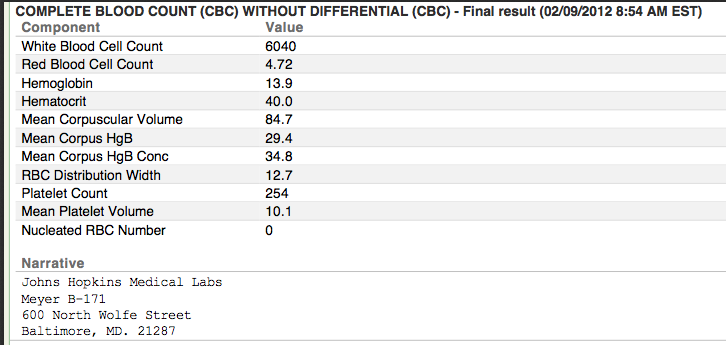 COMPLETE BLOOD COUNT (CBC) WITHOUT DIFFERENTIAL (CBC) - Final result (02/09/2012 8:54 AM EST)
Component Value
White Blood Cell Count 6040
Red Blood Cell Count 4.72
Hemoglobin 13.9
Hematocrit 40.0
Mean Corpuscular Volume 84.7
Mean Corpus HgB 29.4
Mean Corpus HgB Conc 34.8
RBC Distribution Width 12.7
Platelet Count 254
Mean Platelet Volume 10.1
Nucleated RBC Number 0
Narrative
Johns Hopkins Medical Labs
Meyer B-171
600 North Wolfe Street
Baltimore, MD. 21287